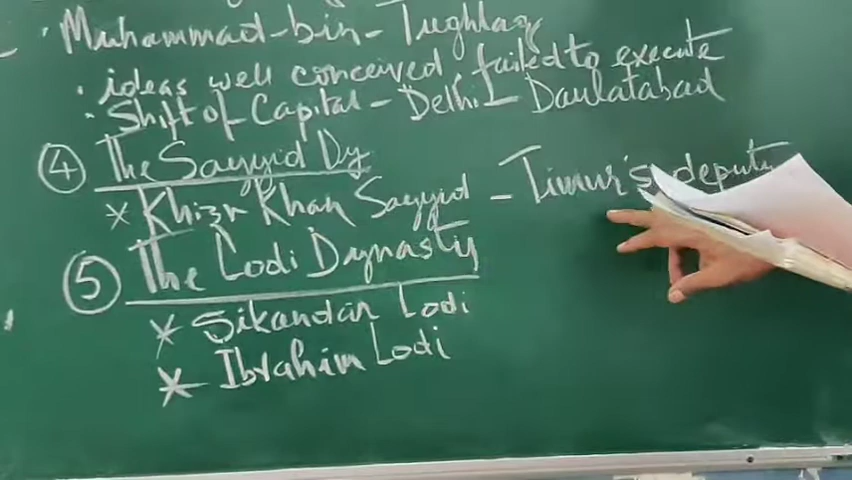 • Muhammad-bin-Tughlaq
• ideas well conceived failed to execute
• Shift of Capital - Delhi - Daulatabad
④ The Sayyid Dy
* Khizr Khan Sayyid - Timur's deputy
⑤ The Lodi Dynasty
* Sikandar Lodi
* Ibrahim Lodi